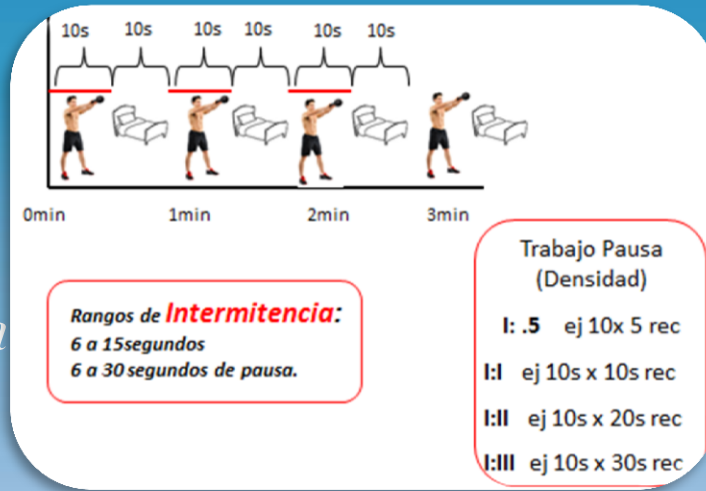 10s 10s 10s 10s 10s 10s
0min 1min 2min 3min
Rangos de Intermitencia:
6 a 15segundos
6 a 30 segundos de pausa.
Trabajo Pausa
(Densidad)
I: .5 ej 10x 5 rec
I:I ej 10s x 10s rec
I:II ej 10s x 20s rec
I:III ej 10s x 30s rec